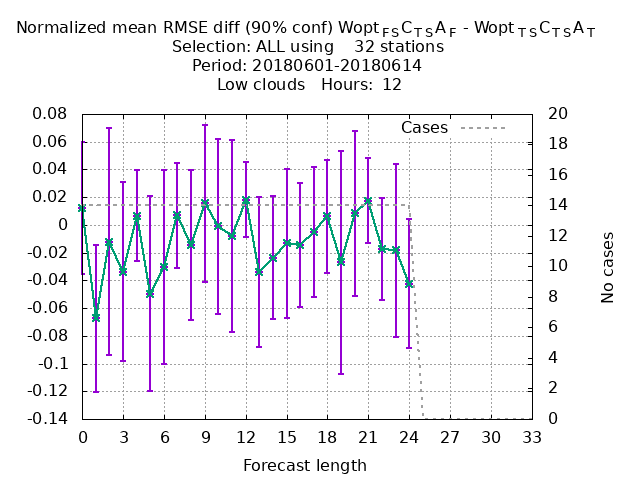 Normalized mean RMSE diff (90% conf) Wopt FS C TS A F - Wopt TS C TS A T
Selection: ALL using 32 stations
Period: 20180601-20180614
Low clouds Hours: 12
Cases
0.08
0.06
0.04
0.02
0
-0.02
-0.04
-0.06
-0.08
-0.1
-0.12
-0.14
20
18
16
14
12
10
8
6
4
2
0
No cases
0 3 6 9 12 15 18 21 24 27 30 33
Forecast length